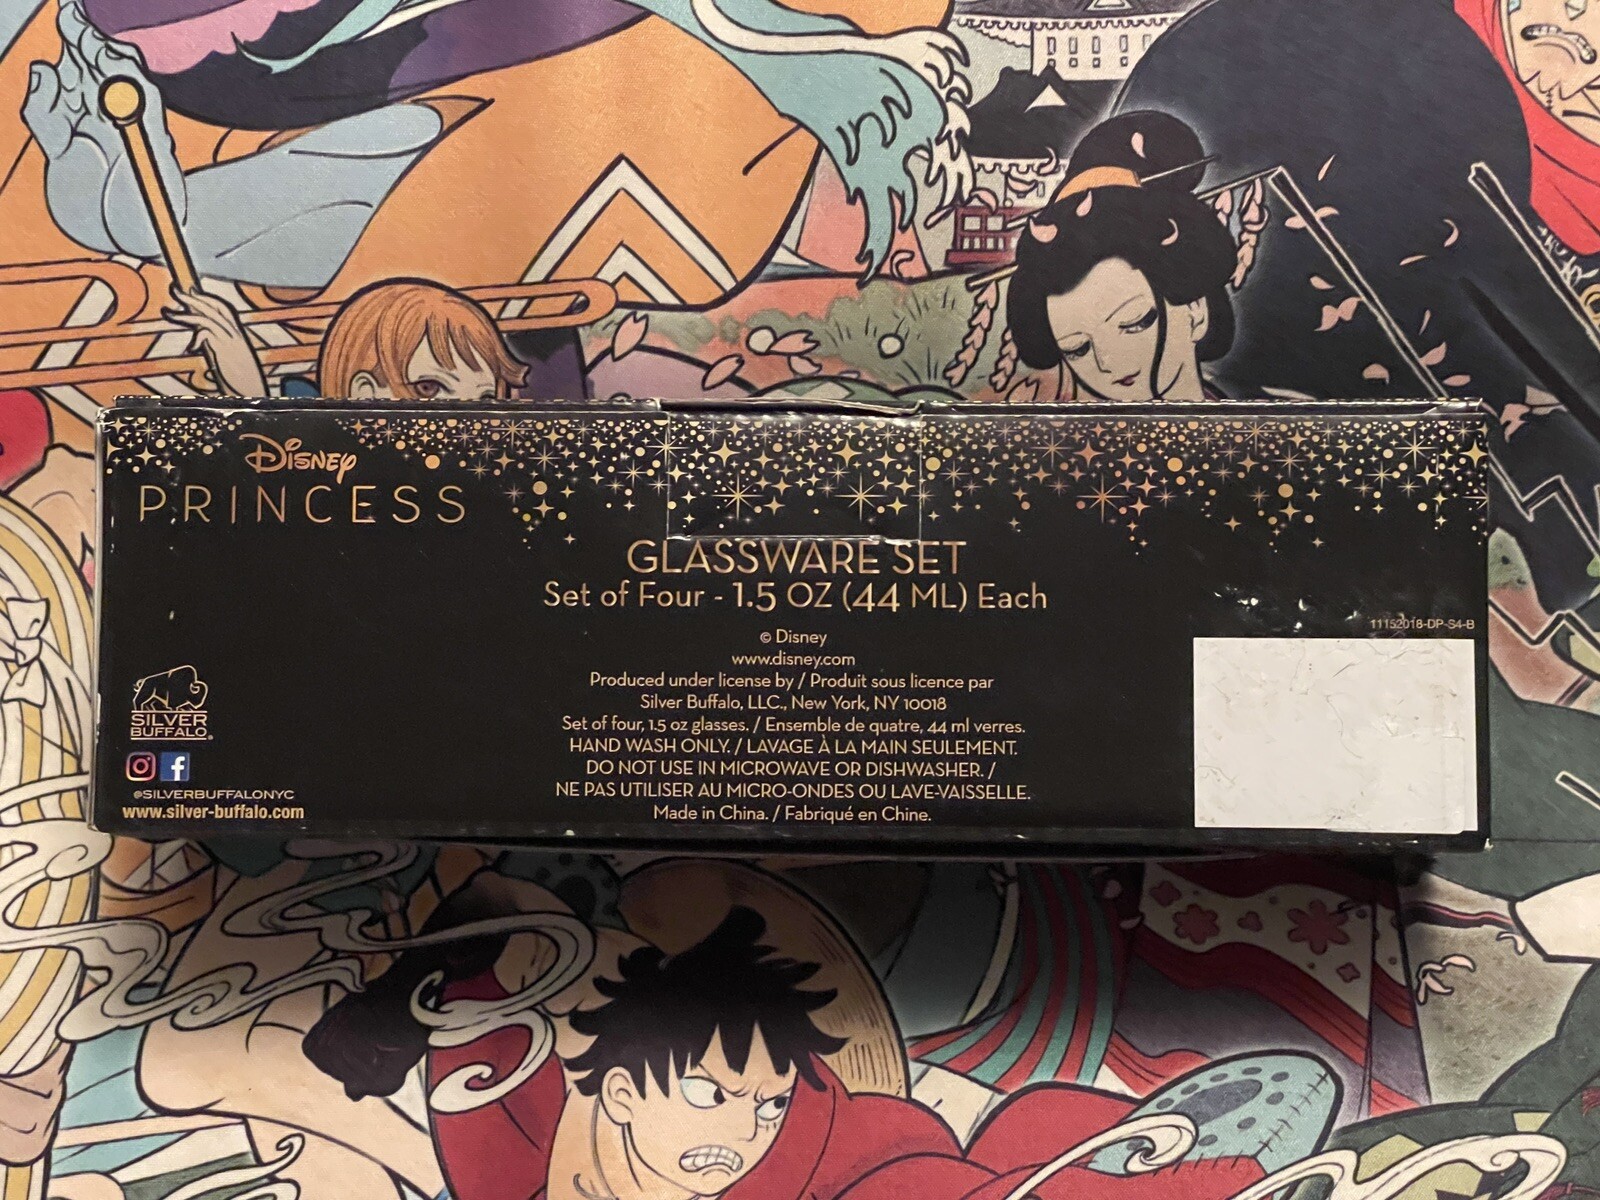 Disney
PRINCESS
GLASSWARE SET
Set of Four - 1.5 OZ (44 ML) Each
© Disney
www.disney.com
Produced under license by / Produit sous licence par
Silver Buffalo, LLC., New York, NY 10018
Set of four, 1.5 oz glasses. / Ensemble de quatre, 44 ml verres.
HAND WASH ONLY. / LAVAGE À LA MAIN SEULEMENT.
DO NOT USE IN MICROWAVE OR DISHWASHER. /
NE PAS UTILISER AU MICRO-ONDES OU LAVE-VAISSELLE.
Made in China. / Fabriqué en Chine.
SILVER
BUFFALO®
@SILVERBUFFALONYC
www.silver-buffalo.com
11152018-DP-S4-B